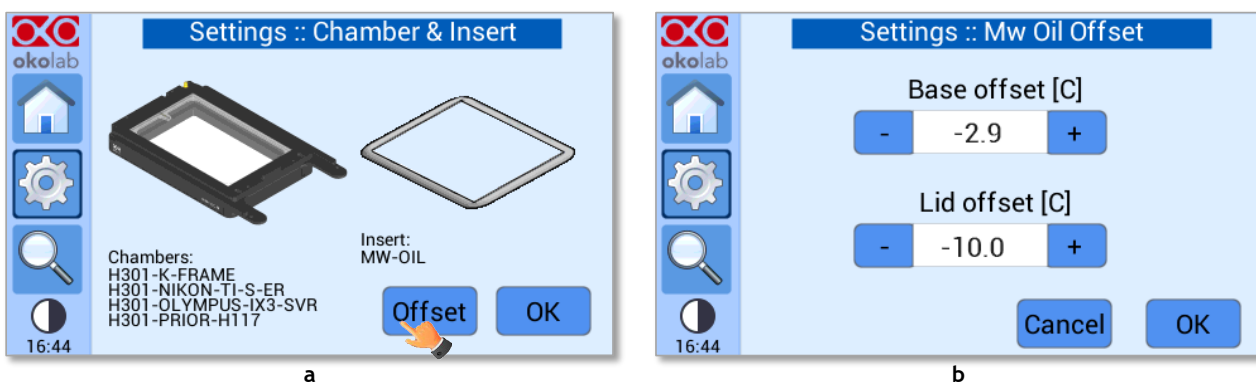 Settings :: Chamber & Insert
okolab
Chambers:
H301-K-FRAME
H301-NIKON-TI-S-ER
H301-OLYMPUS-IX3-SVR
H301-PRIOR-H117
Insert:
MW-OIL
Offset
OK
16:44
a
Settings :: Mw Oil Offset
okolab
Base offset [C]
- -2.9 +
Lid offset [C]
- -10.0 +
Cancel
OK
16:44
b